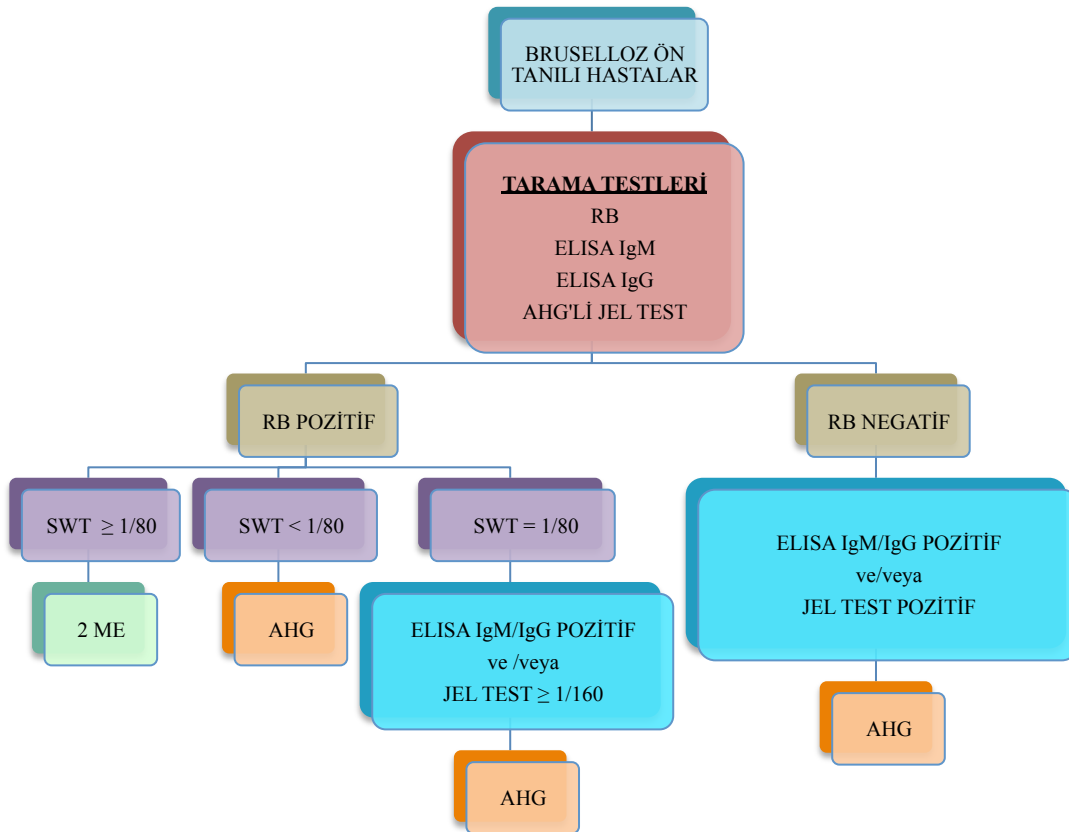 BRUSELLOZ ÖN
TANILI HASTALAR
TARAMA TESTLERİ
RB
ELISA IgM
ELISA IgG
AHG'Lİ JEL TEST
RB POZİTİF
RB NEGATİF
SWT ≥ 1/80
SWT < 1/80
SWT = 1/80
ELISA IgM/IgG POZİTİF
ve/veya
JEL TEST POZİTİF
2 ME
AHG
ELISA IgM/IgG POZİTİF
ve /veya
JEL TEST ≥ 1/160
AHG
AHG